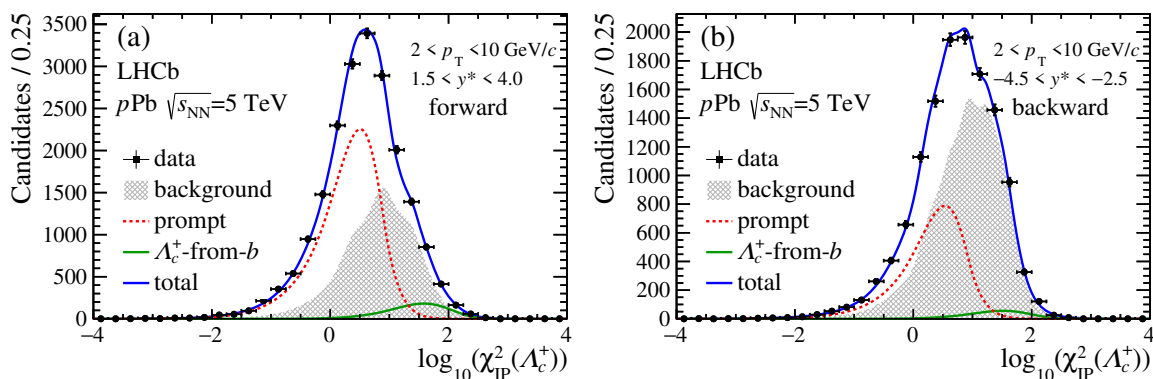 (a)
2 < pT <10 GeV/c
LHCb
1.5 < y* < 4.0
pPb √sNN=5 TeV
forward
data
background
prompt
Λc+-from-b
total
Candidates / 0.25
3500
3000
2500
2000
1500
1000
500
0
−4 −2 0 2 4
log10(χ2IP(Λc+))
(b)
2 < pT <10 GeV/c
LHCb
−4.5 < y* < −2.5
pPb √sNN=5 TeV
backward
data
background
prompt
Λc+-from-b
total
Candidates / 0.25
2000
1800
1600
1400
1200
1000
800
600
400
200
0
−4 −2 0 2 4
log10(χ2IP(Λc+))